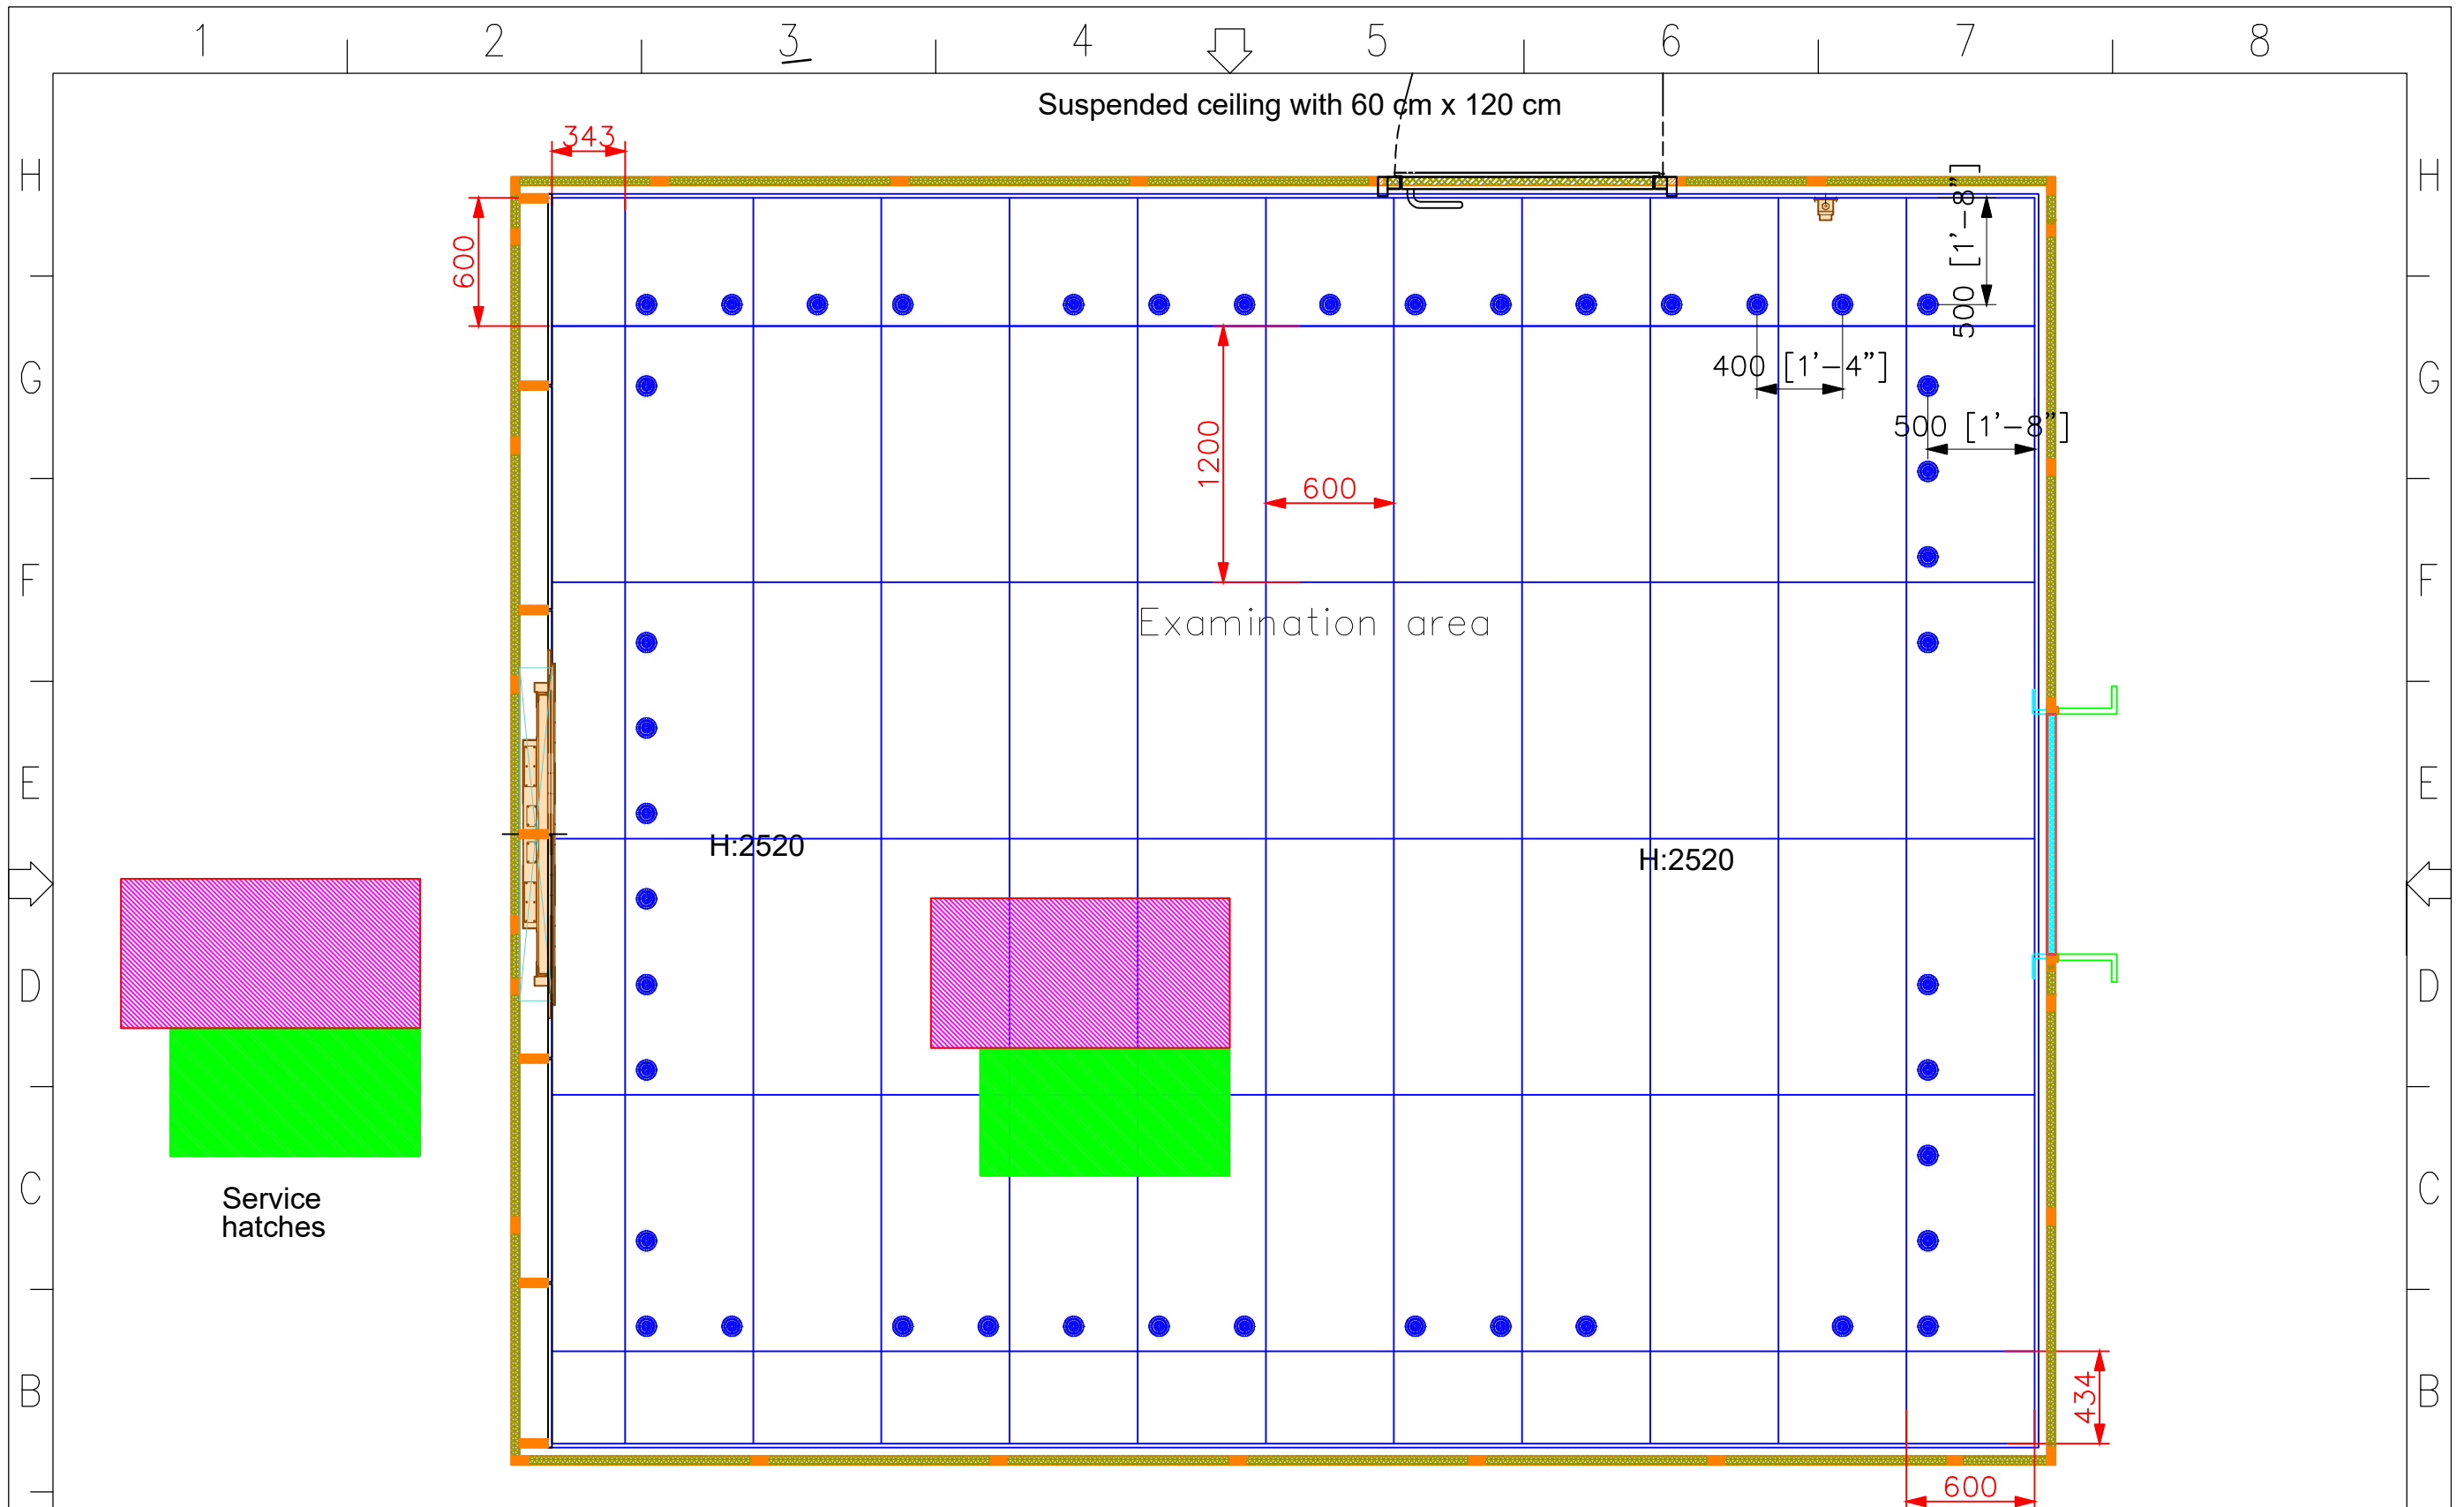 1 2 3 4 5 6 7 8
Suspended ceiling with 60 cm x 120 cm
343
H H
600
500 [1'-8"]
400 [1'-4"]
G G
500 [1'-8"]
1200
600
F F
Examination area
E E
H:2520
H:2520
D D
Service
hatches
C C
B B
434
600